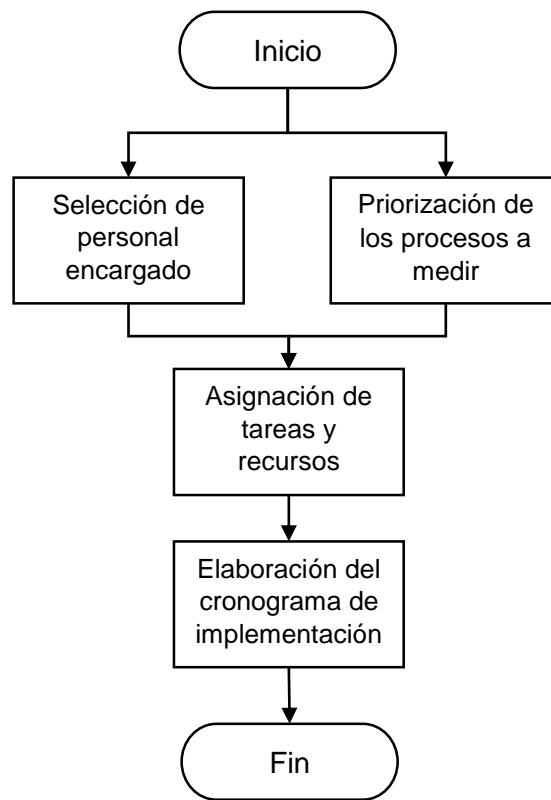 Inicio
Selección de
personal
encargado
Priorización de
los procesos a
medir
Asignación de
tareas y
recursos
Elaboración del
cronograma de
implementación
Fin